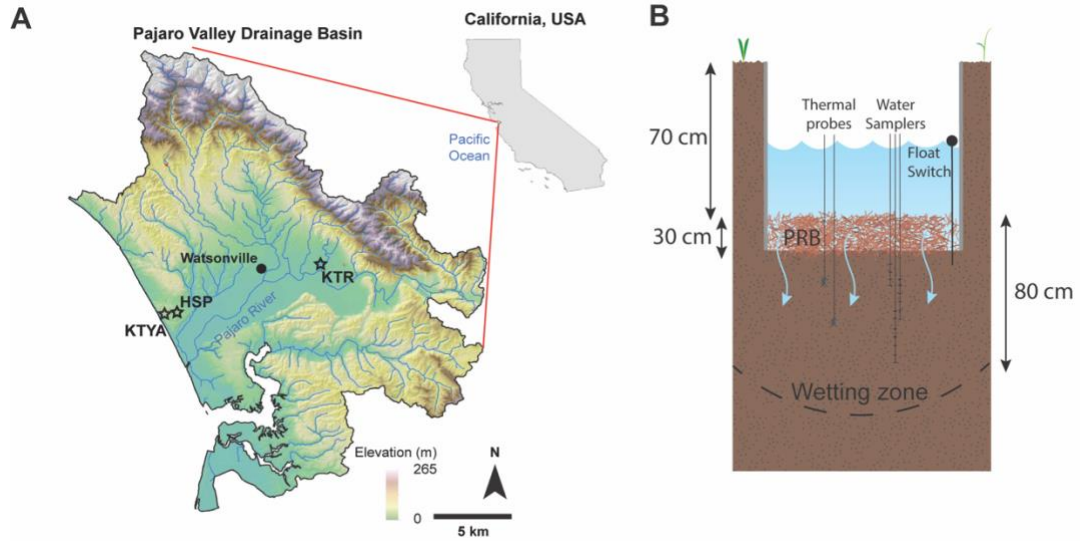 A
Pajaro Valley Drainage Basin
California, USA
Pacific
Ocean
Watsonville
KTR
HSP
KTYA
Pajaro River
Elevation (m)
265
0
N
5 km
B
70 cm
30 cm
80 cm
Thermal
probes
Water
Samplers
Float
Switch
PRB
Wetting zone